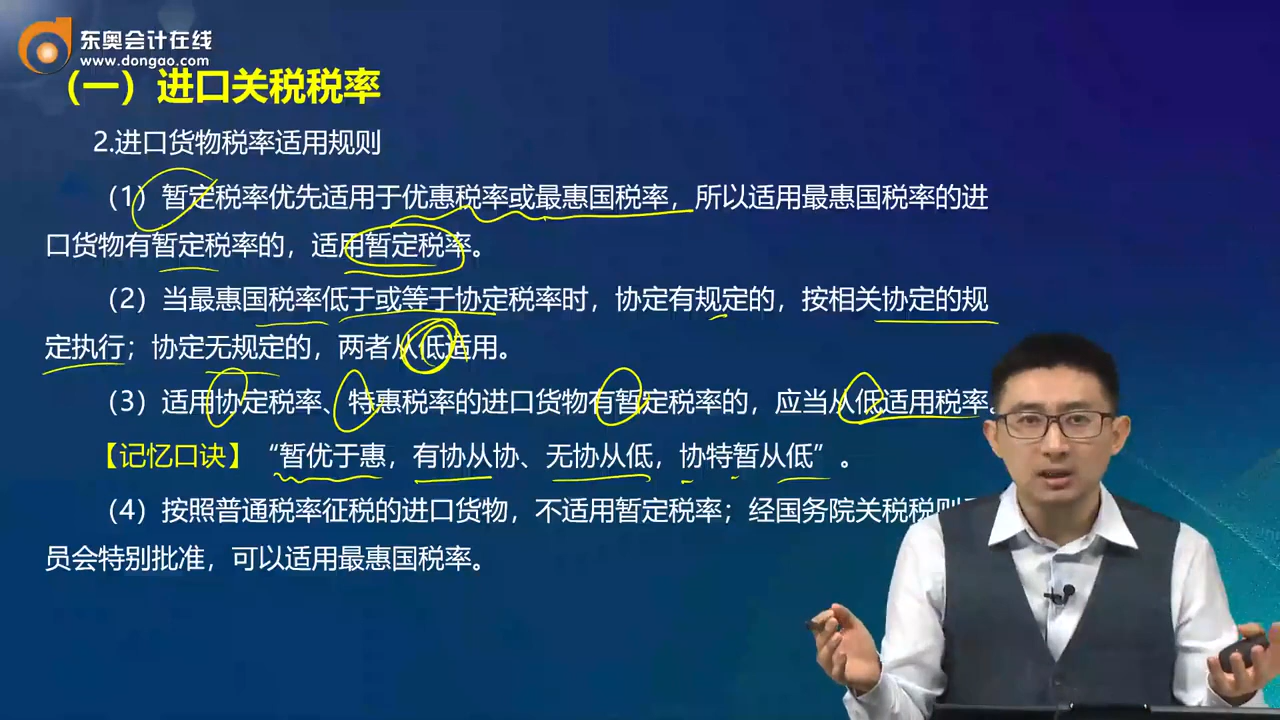 东奥会计在线
www.dongao.com
（一）进口关税税率
2.进口货物税率适用规则
（1）暂定税率优先适用于优惠税率或最惠国税率，所以适用最惠国税率的进
口货物有暂定税率的，适用暂定税率。
（2）当最惠国税率低于或等于协定税率时，协定有规定的，按相关协定的规
定执行；协定无规定的，两者从低适用。
（3）适用协定税率、特惠税率的进口货物有暂定税率的，应当从低适用税率。
【记忆口诀】“暂优于惠，有协从协、无协从低，协特暂从低”。
（4）按照普通税率征税的进口货物，不适用暂定税率；经国务院关税税则
员会特别批准，可以适用最惠国税率。